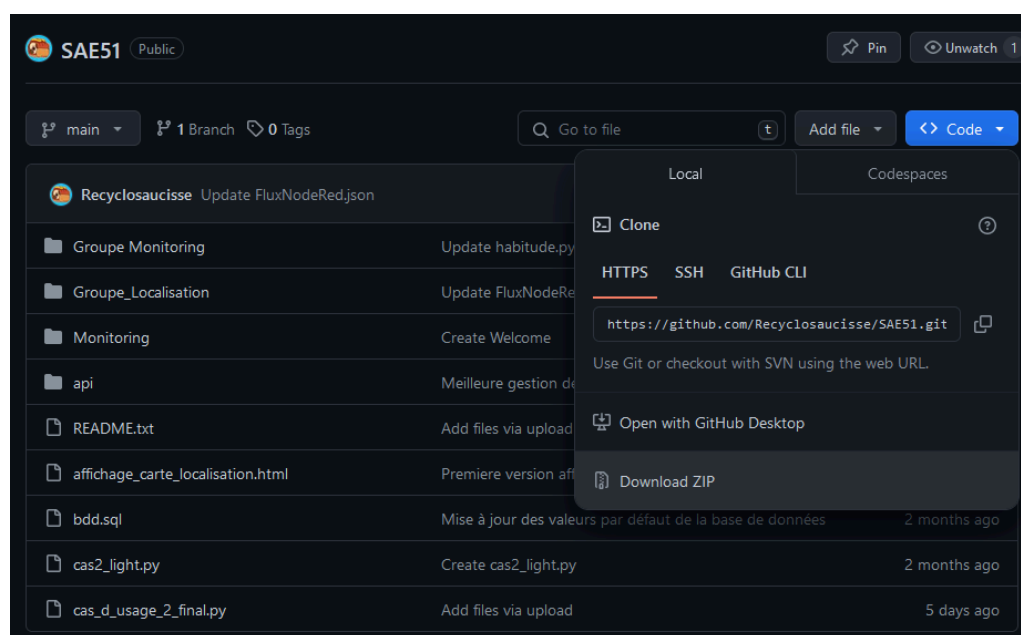 SAE51 Public
Pin
Unwatch 1
main
1 Branch
0 Tags
Go to file
t
Add file
<> Code
Recyclosaucisse Update FluxNodeRed.json
Local
Codespaces
Clone
HTTPS SSH GitHub CLI
https://github.com/Recyclosaucisse/SAE51.git
Use Git or checkout with SVN using the web URL.
Open with GitHub Desktop
Download ZIP
Groupe Monitoring Update habitude.py
Groupe_Localisation Update FluxNodeRe
Monitoring Create Welcome
api Meilleure gestion de
README.txt Add files via upload
affichage_carte_localisation.html Premiere version aff
bdd.sql Mise à jour des valeurs par défaut de la base de données 2 months ago
cas2_light.py Create cas2_light.py 2 months ago
cas_d_usage_2_final.py Add files via upload 5 days ago